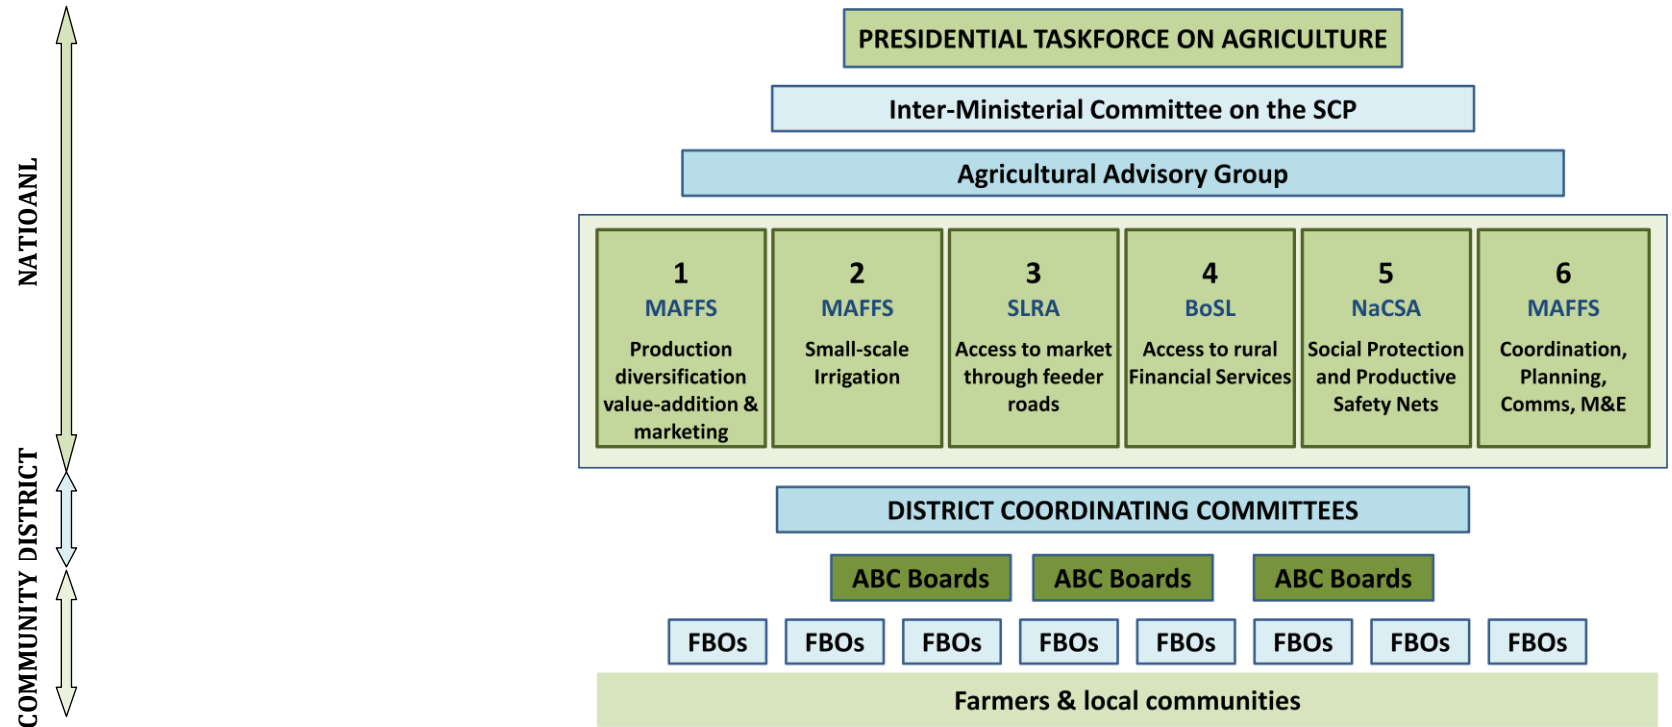 PRESIDENTIAL TASKFORCE ON AGRICULTURE
Inter-Ministerial Committee on the SCP
Agricultural Advisory Group
NATIOANL
1
MAFFS
Production
diversification
value-addition &
marketing
2
MAFFS
Small-scale
Irrigation
3
SLRA
Access to market
through feeder
roads
4
BoSL
Access to rural
Financial Services
5
NaCSA
Social Protection
and Productive
Safety Nets
6
MAFFS
Coordination,
Planning,
Comms, M&E
DISTRICT
DISTRICT COORDINATING COMMITTEES
COMMUNITY
ABC Boards
ABC Boards
ABC Boards
FBOs
FBOs
FBOs
FBOs
FBOs
FBOs
FBOs
FBOs
Farmers & local communities